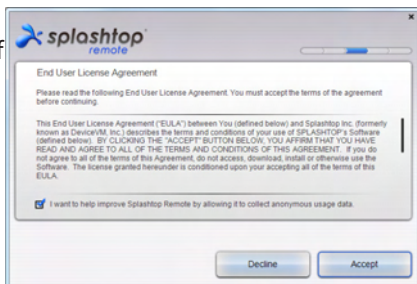 f
splashtop
remote
End User License Agreement
Please read the following End User License Agreement. You must accept the terms of the agreement
before continuing.
This End User License Agreement ("EULA") between You (defined below) and Splashtop Inc. (formerly
known as DeviceVM, Inc.) describes the terms and conditions of your use of SPLASHTOP's Software
(defined below). BY CLICKING THE "ACCEPT" BUTTON BELOW, YOU AFFIRM THAT YOU HAVE
READ AND AGREE TO ALL OF THE TERMS AND CONDITIONS OF THIS AGREEMENT. If you do
not agree to all of the terms of this Agreement, do not access, download, install or otherwise use the
Software. The license granted hereunder is conditioned upon your accepting all of the terms of this
EULA.
I want to help improve Splashtop Remote by allowing it to collect anonymous usage data.
Decline Accept